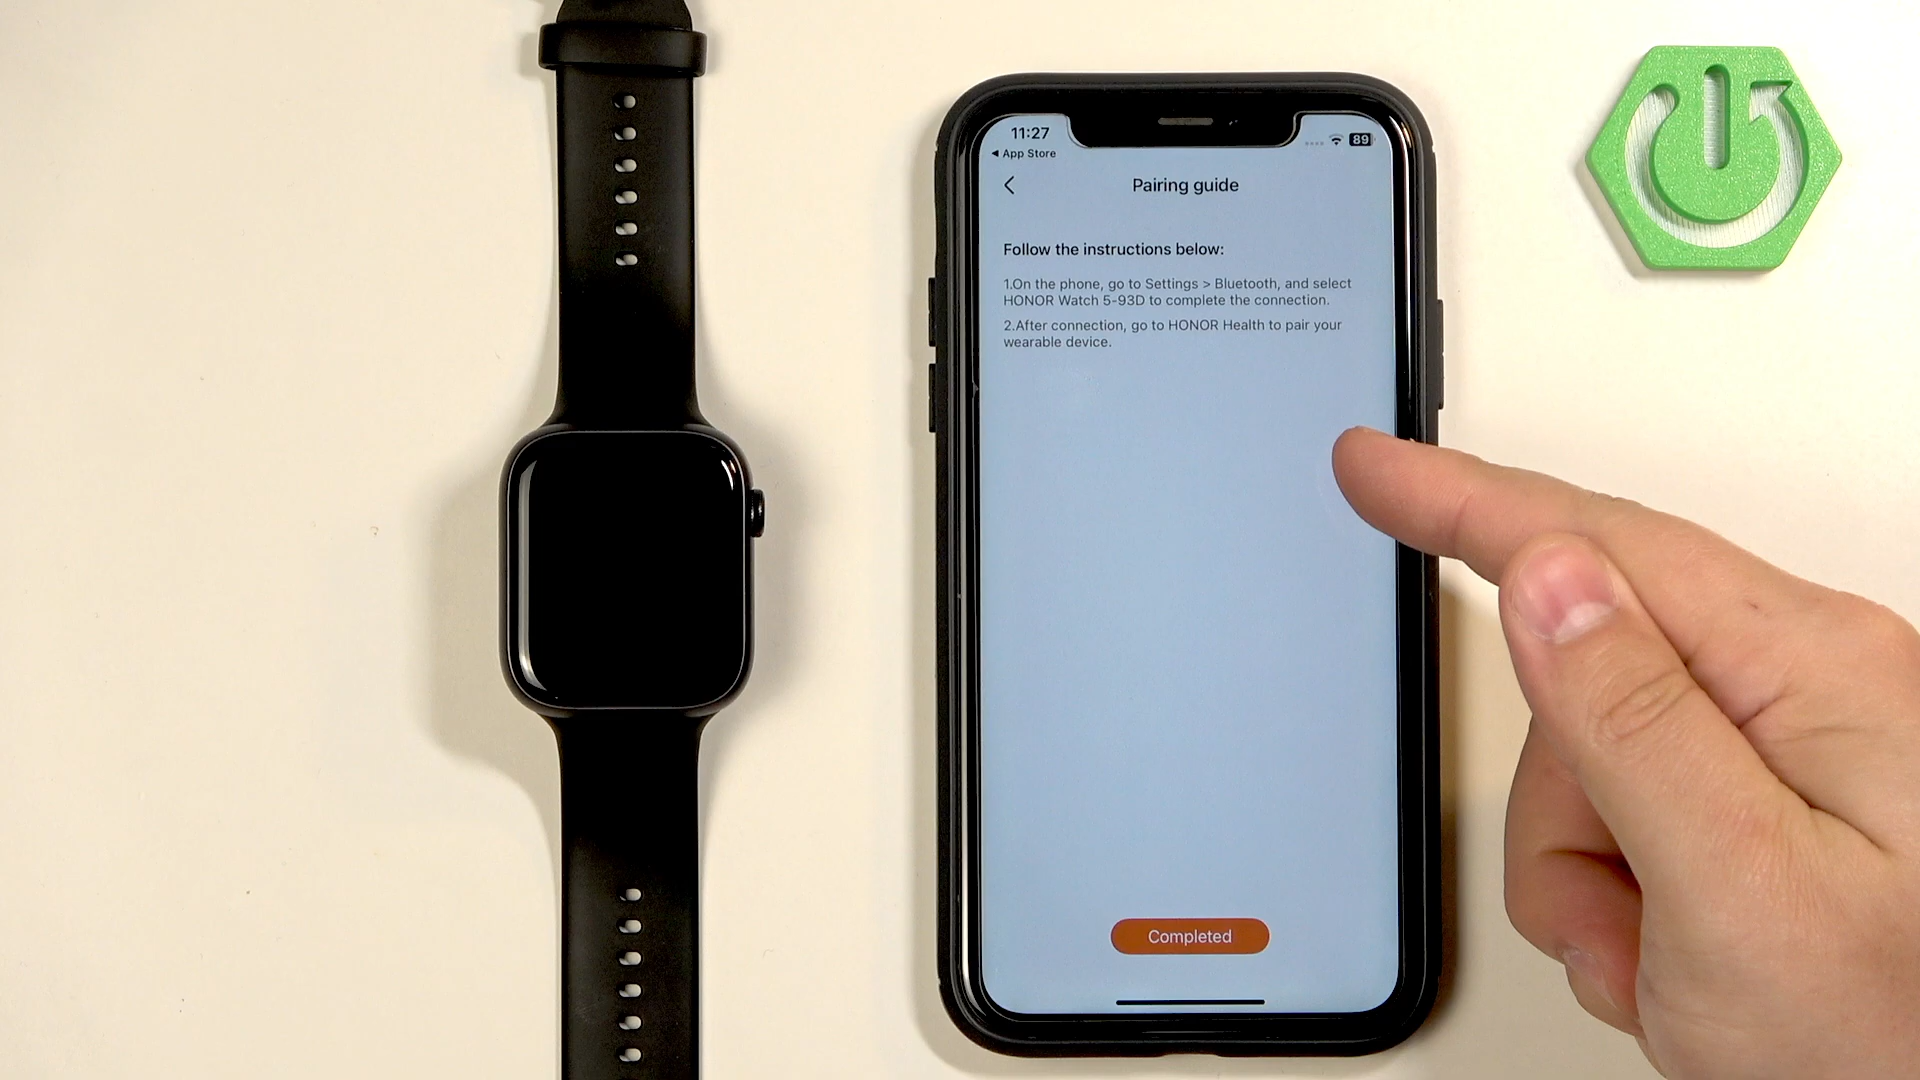 11:27
89
◀ App Store
Pairing guide
Follow the instructions below:
1.On the phone, go to Settings > Bluetooth, and select
HONOR Watch 5-93D to complete the connection.
2.After connection, go to HONOR Health to pair your
wearable device.
Completed